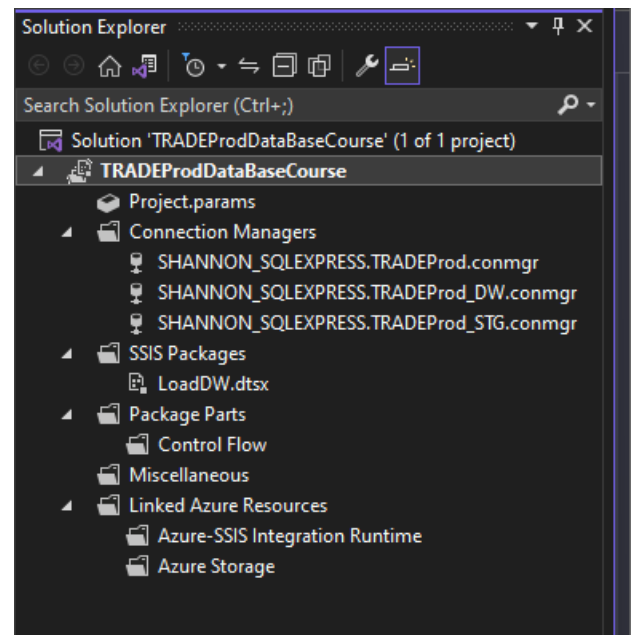 Solution Explorer
Search Solution Explorer (Ctrl+;)
Solution 'TRADEProdDataBaseCourse' (1 of 1 project)
TRADEProdDataBaseCourse
Project.params
Connection Managers
SHANNON_SQLEXPRESS.TRADEProd.conmgr
SHANNON_SQLEXPRESS.TRADEProd_DW.conmgr
SHANNON_SQLEXPRESS.TRADEProd_STG.conmgr
SSIS Packages
LoadDW.dtsx
Package Parts
Control Flow
Miscellaneous
Linked Azure Resources
Azure-SSIS Integration Runtime
Azure Storage